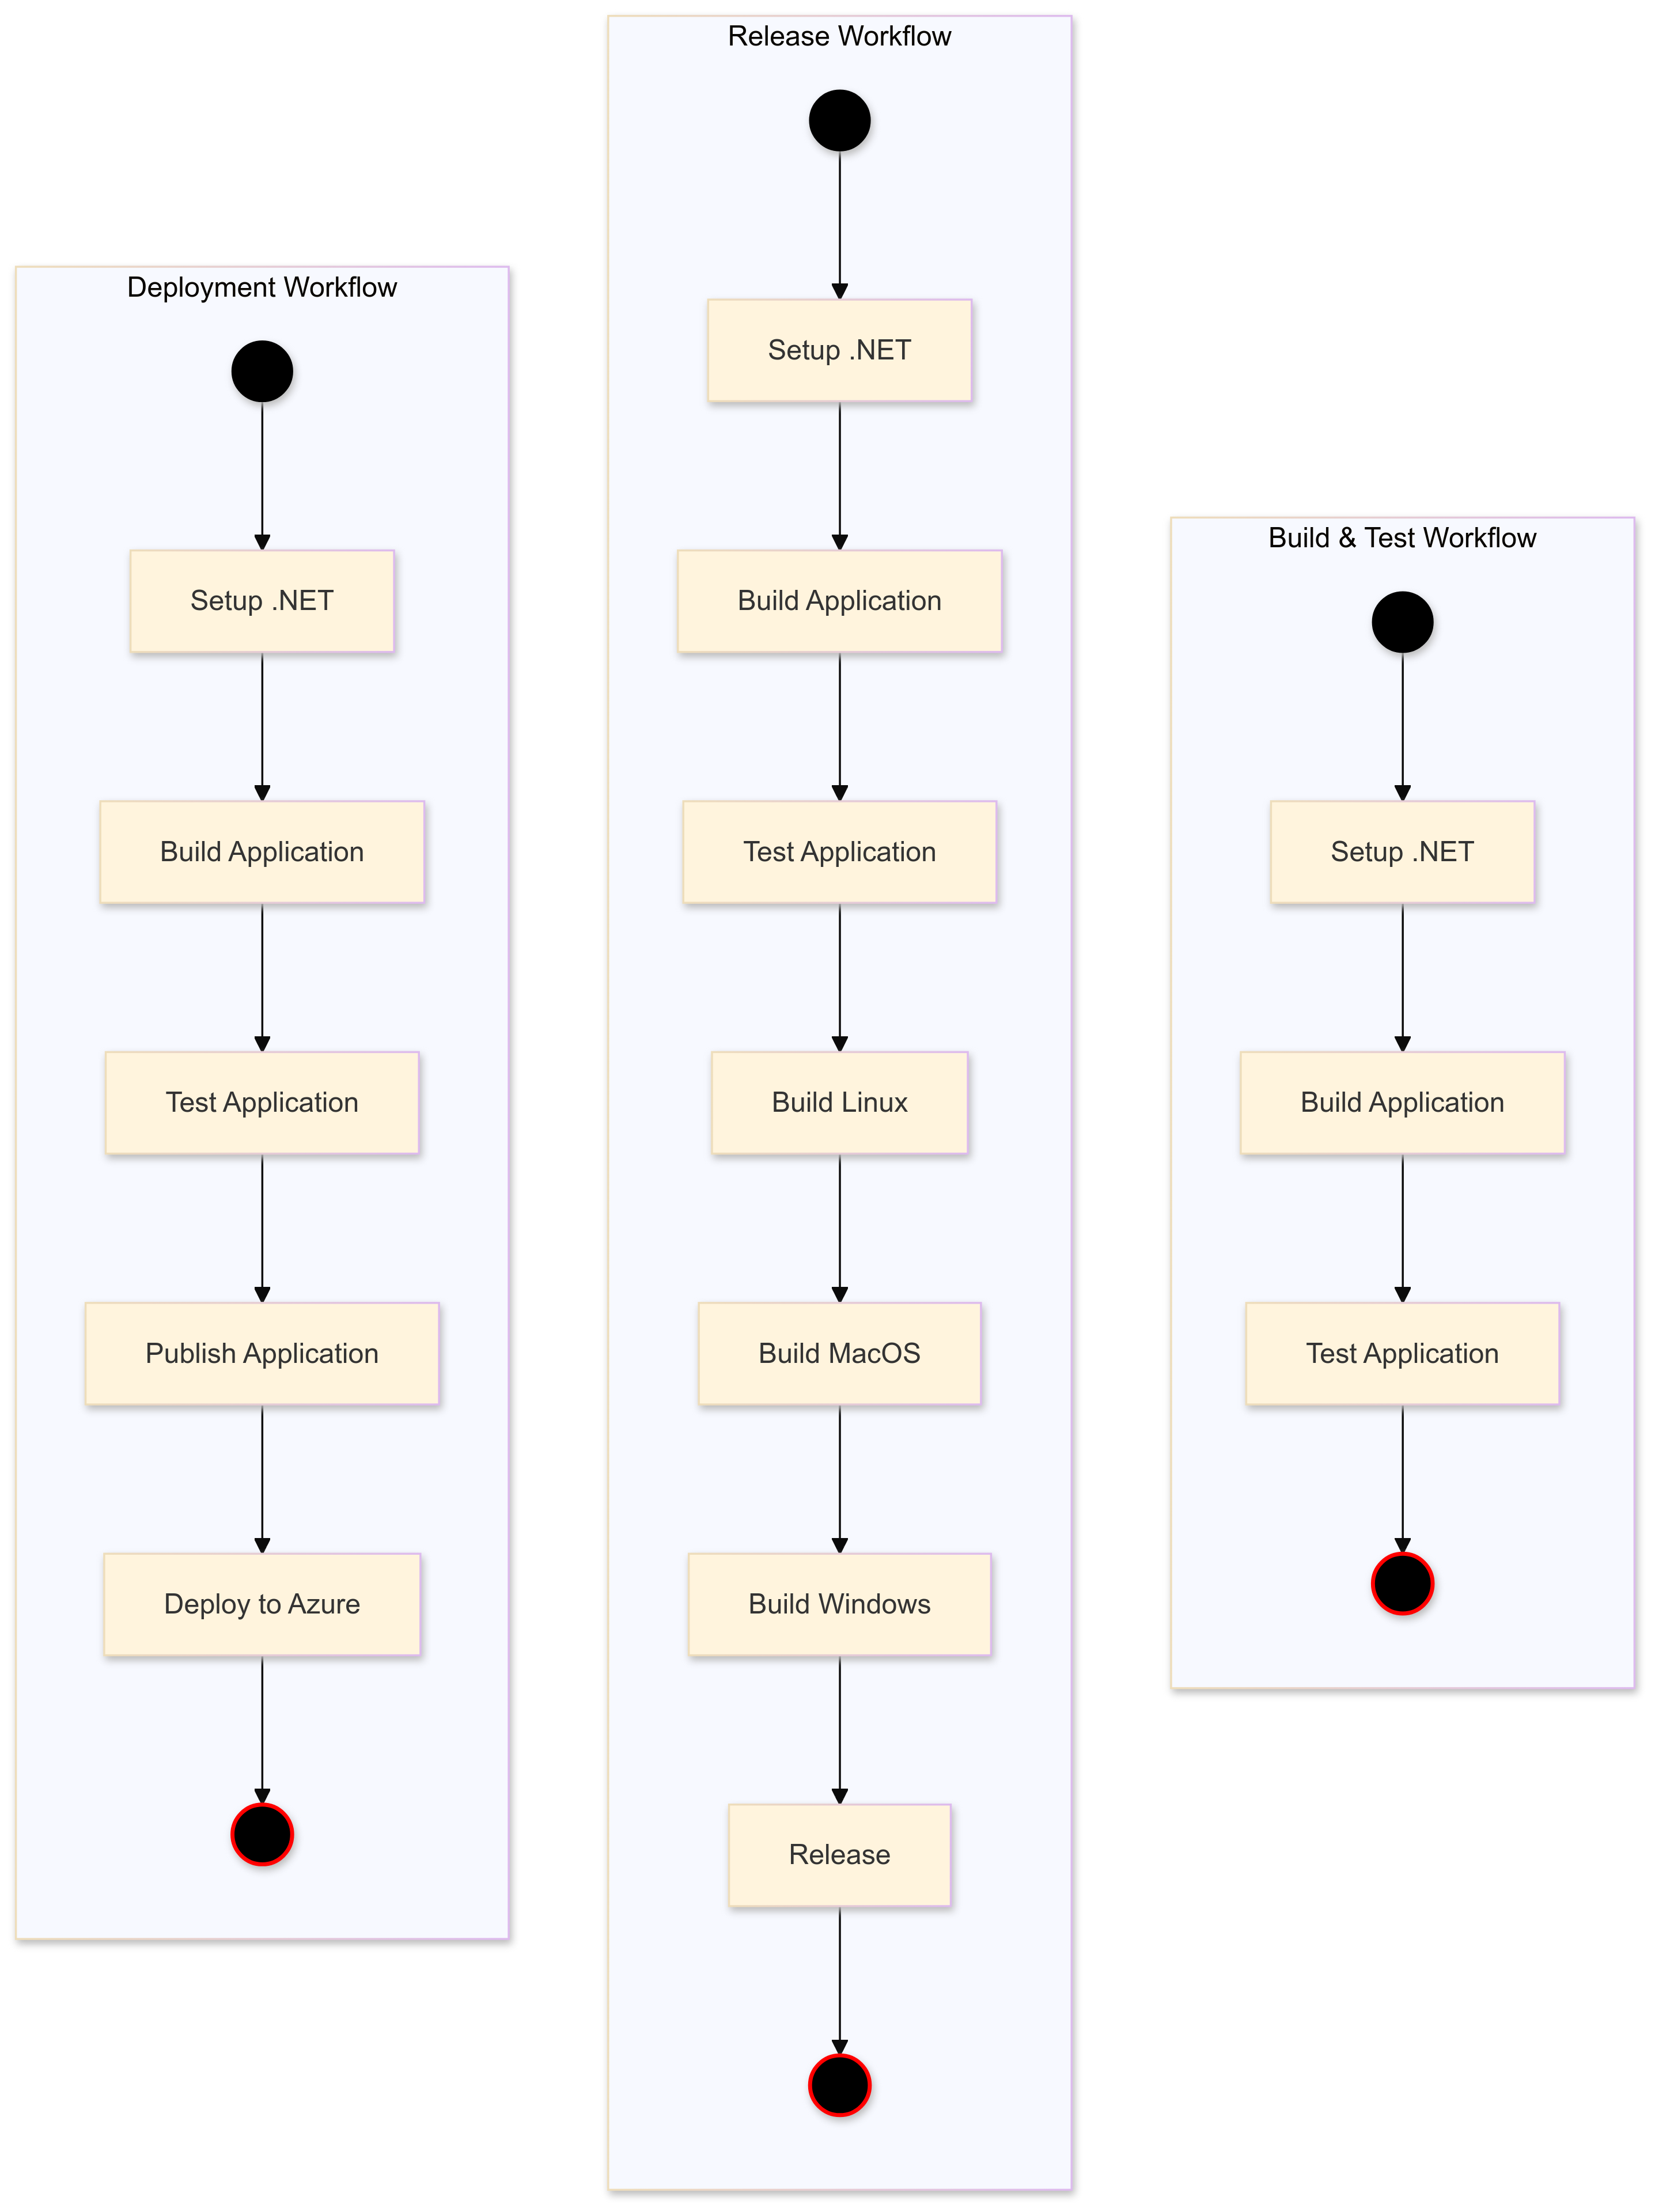 Deployment Workflow
Setup .NET
Build Application
Test Application
Publish Application
Deploy to Azure
Release Workflow
Setup .NET
Build Application
Test Application
Build Linux
Build MacOS
Build Windows
Release
Build & Test Workflow
Setup .NET
Build Application
Test Application